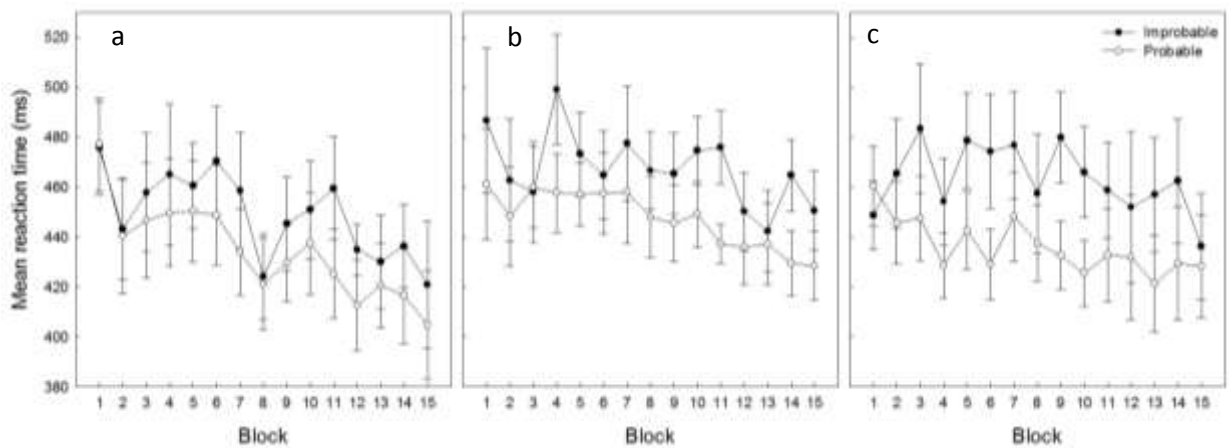 a
b
c
Improbable
Probable
Mean reaction time (ms)
520
500
480
460
440
420
400
380
1 2 3 4 5 6 7 8 9 10 11 12 13 14 15
1 2 3 4 5 6 7 8 9 10 11 12 13 14 15
1 2 3 4 5 6 7 8 9 10 11 12 13 14 15
Block
Block
Block